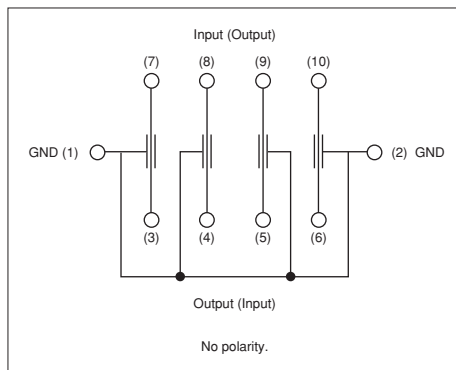 Input (Output)
(7) (8) (9) (10)
GND (1) (2) GND
(3) (4) (5) (6)
Output (Input)
No polarity.